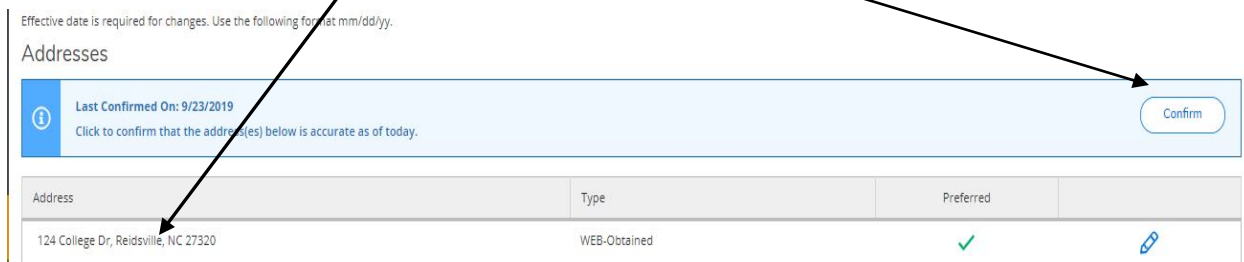 Effective date is required for changes. Use the following format mm/dd/yy.
Addresses
Last Confirmed On: 9/23/2019
Click to confirm that the address(es) below is accurate as of today.
Confirm
Address Type Preferred
124 College Dr, Reidsville, NC 27320 WEB-Obtained